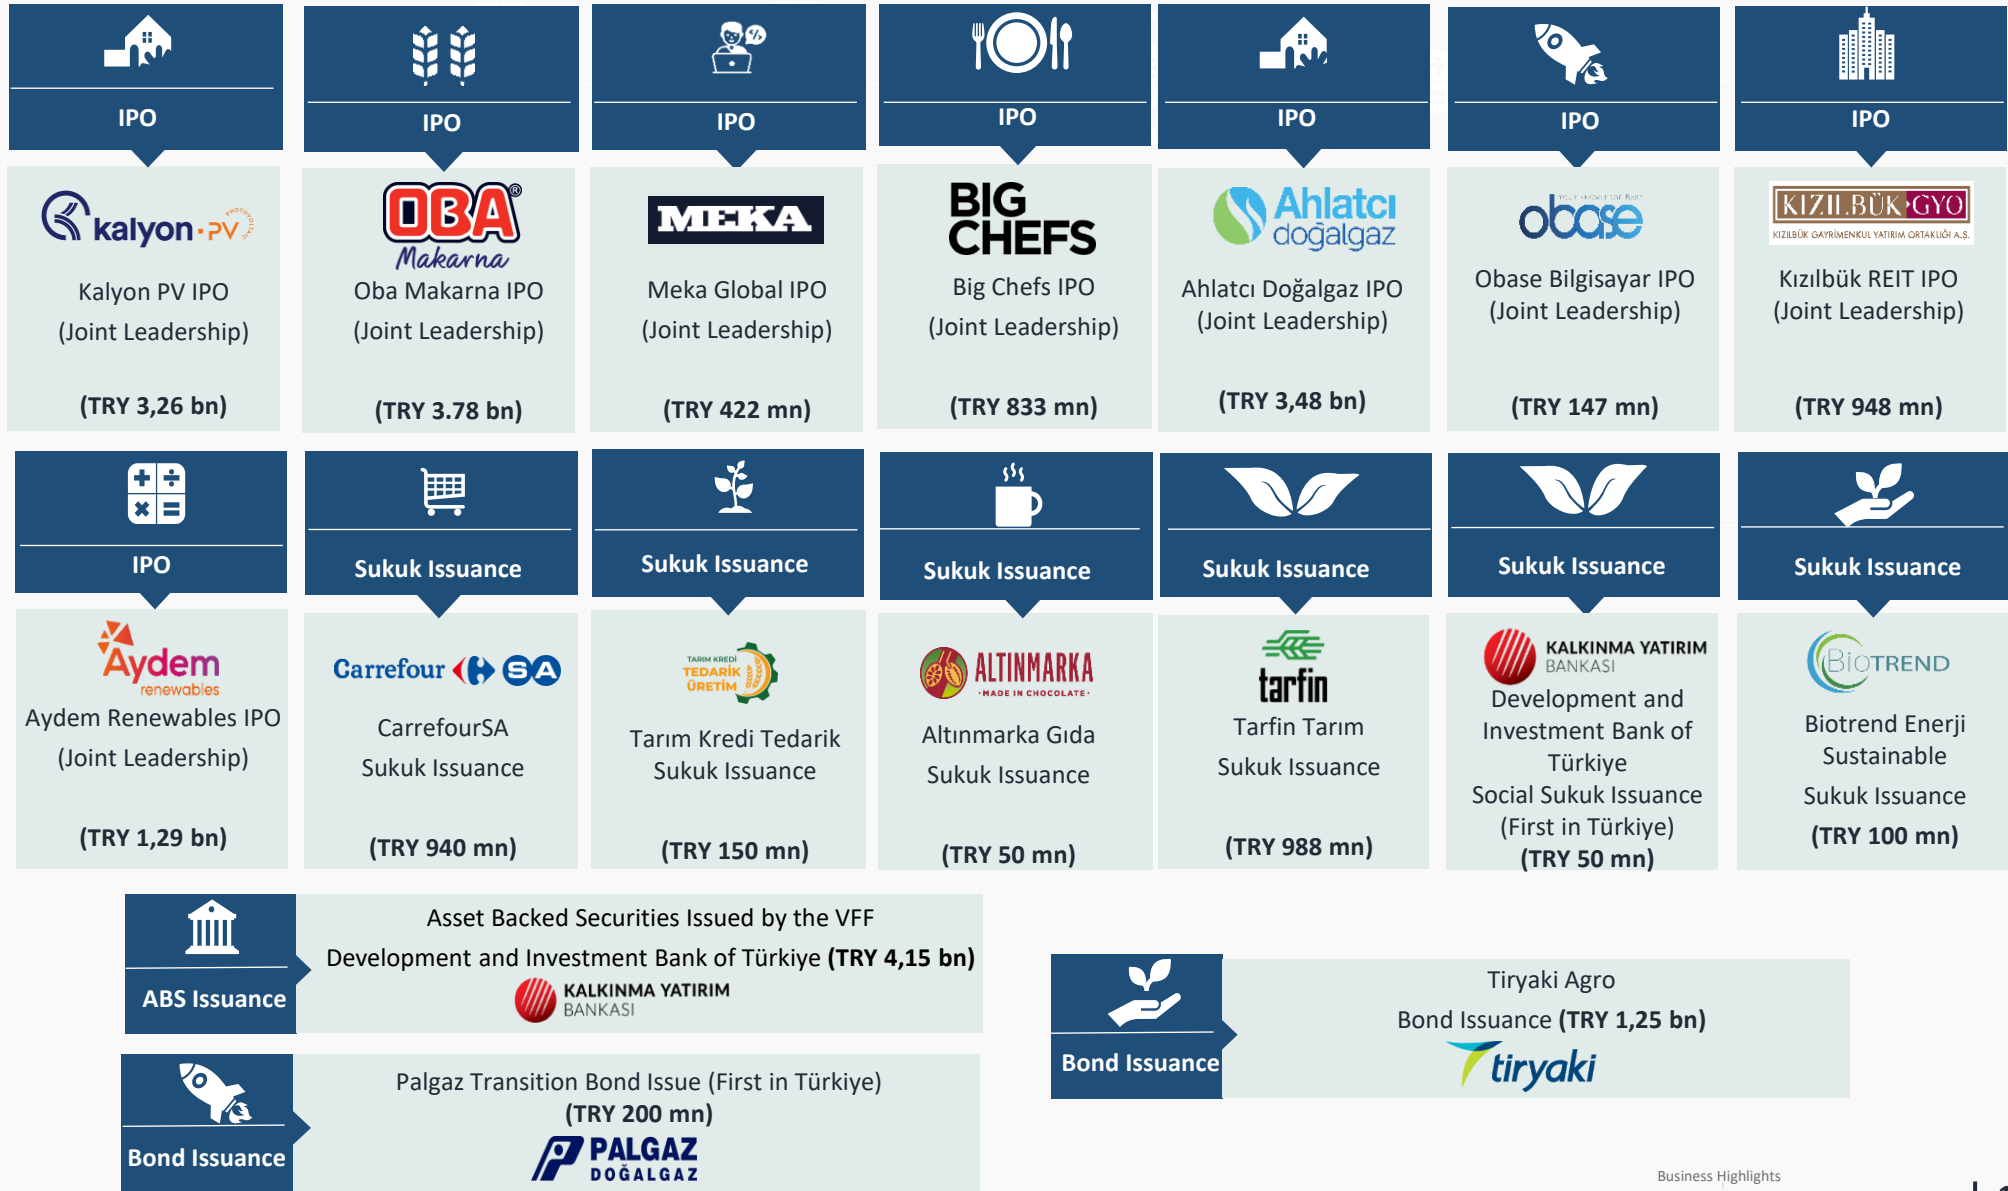 IPO
kalyon·PV
PHOTOVOLTAIC
Kalyon PV IPO
(Joint Leadership)
(TRY 3,26 bn)
IPO
OBA®
Makarna
Oba Makarna IPO
(Joint Leadership)
(TRY 3.78 bn)
IPO
MEKA
Meka Global IPO
(Joint Leadership)
(TRY 422 mn)
IPO
BIG
CHEFS
Big Chefs IPO
(Joint Leadership)
(TRY 833 mn)
IPO
Ahlatcı
doğalgaz
Ahlatcı Doğalgaz IPO
(Joint Leadership)
(TRY 3,48 bn)
IPO
YOUR KNOWLEDGE BASE
obase
Obase Bilgisayar IPO
(Joint Leadership)
(TRY 147 mn)
IPO
KIZILBÜK GYO
KIZILBÜK GAYRİMENKUL YATIRIM ORTAKLIĞI A.Ş.
Kızılbük REIT IPO
(Joint Leadership)
(TRY 948 mn)
IPO
Aydem
renewables
Aydem Renewables IPO
(Joint Leadership)
(TRY 1,29 bn)
Sukuk Issuance
Carrefour SA
CarrefourSA
Sukuk Issuance
(TRY 940 mn)
Sukuk Issuance
TARIM KREDİ
TEDARİK
ÜRETİM
Tarım Kredi Tedarik
Sukuk Issuance
(TRY 150 mn)
Sukuk Issuance
ALTINMARKA
·MADE IN CHOCOLATE·
Altınmarka Gıda
Sukuk Issuance
(TRY 50 mn)
Sukuk Issuance
tarfin
Tarfin Tarım
Sukuk Issuance
(TRY 988 mn)
Sukuk Issuance
KALKINMA YATIRIM
BANKASI
Development and
Investment Bank of
Türkiye
Social Sukuk Issuance
(First in Türkiye)
(TRY 50 mn)
Sukuk Issuance
BIOTREND
Biotrend Enerji
Sustainable
Sukuk Issuance
(TRY 100 mn)
ABS Issuance
Asset Backed Securities Issued by the VFF
Development and Investment Bank of Türkiye (TRY 4,15 bn)
KALKINMA YATIRIM
BANKASI
Bond Issuance
Tiryaki Agro
Bond Issuance (TRY 1,25 bn)
tiryaki
Bond Issuance
Palgaz Transition Bond Issue (First in Türkiye)
(TRY 200 mn)
PALGAZ
DOĞALGAZ
Business Highlights